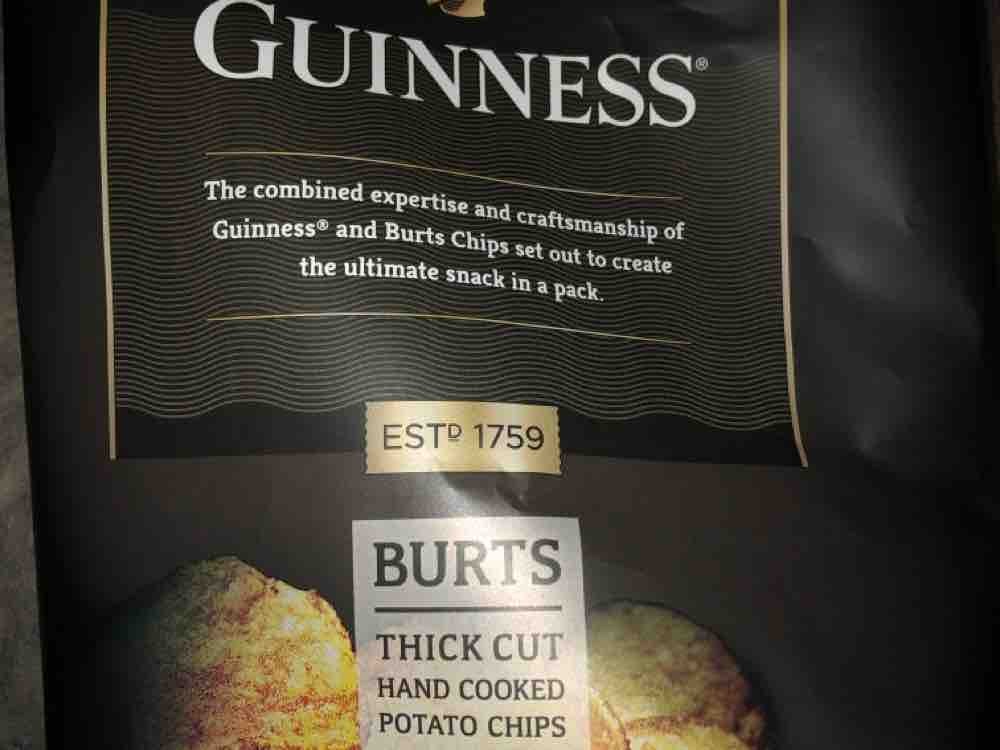 GUINNESS®
The combined expertise and craftsmanship of
Guinness® and Burts Chips set out to create
the ultimate snack in a pack.
ESTD 1759
BURTS
THICK CUT
HAND COOKED
POTATO CHIPS